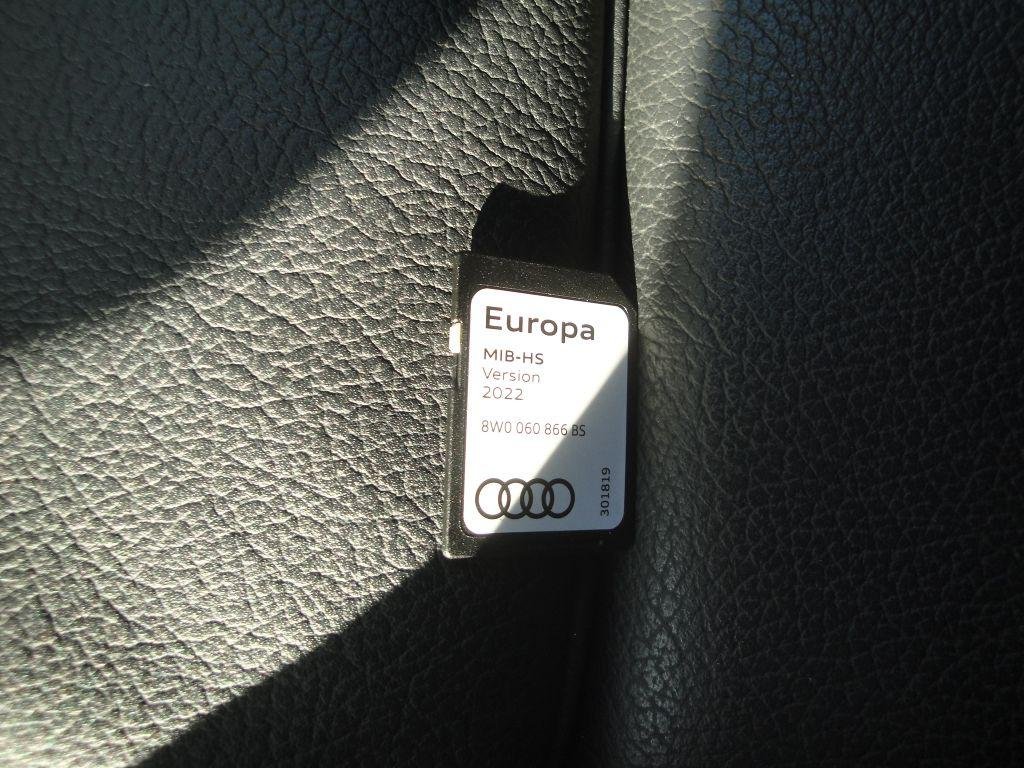 Europa
MIB-HS
Version
2022
8W0 060 866 BS
301819